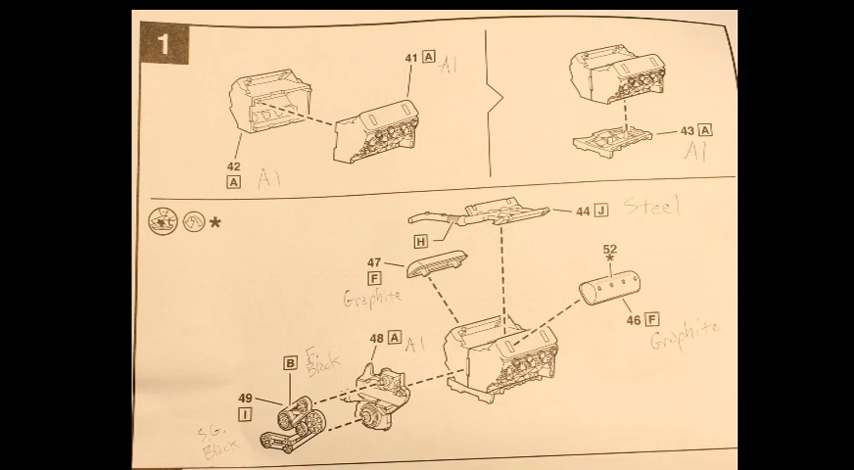 1
41 A Al
42
A Al
43 A
Al
44 J Steel
H
47
F
Graphite
52
*
46 F
Graphite
48 A Al
B F.
Black
49
I
S.G.
Black
*